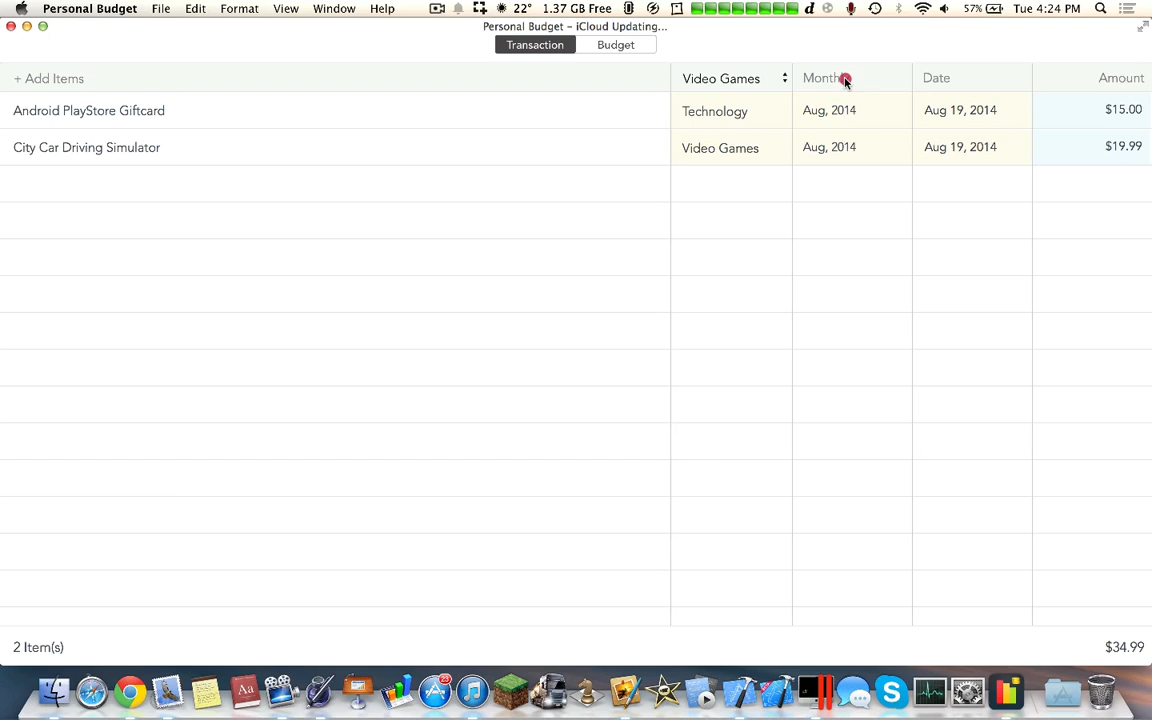 Personal Budget File Edit Format View Window Help 22° 1.37 GB Free d 57% Tue 4:24 PM
Personal Budget – iCloud Updating...
Transaction Budget
+ Add Items Video Games Month Date Amount
Android PlayStore Giftcard Technology Aug, 2014 Aug 19, 2014 $15.00
City Car Driving Simulator Video Games Aug, 2014 Aug 19, 2014 $19.99
2 Item(s) $34.99
Aa 23